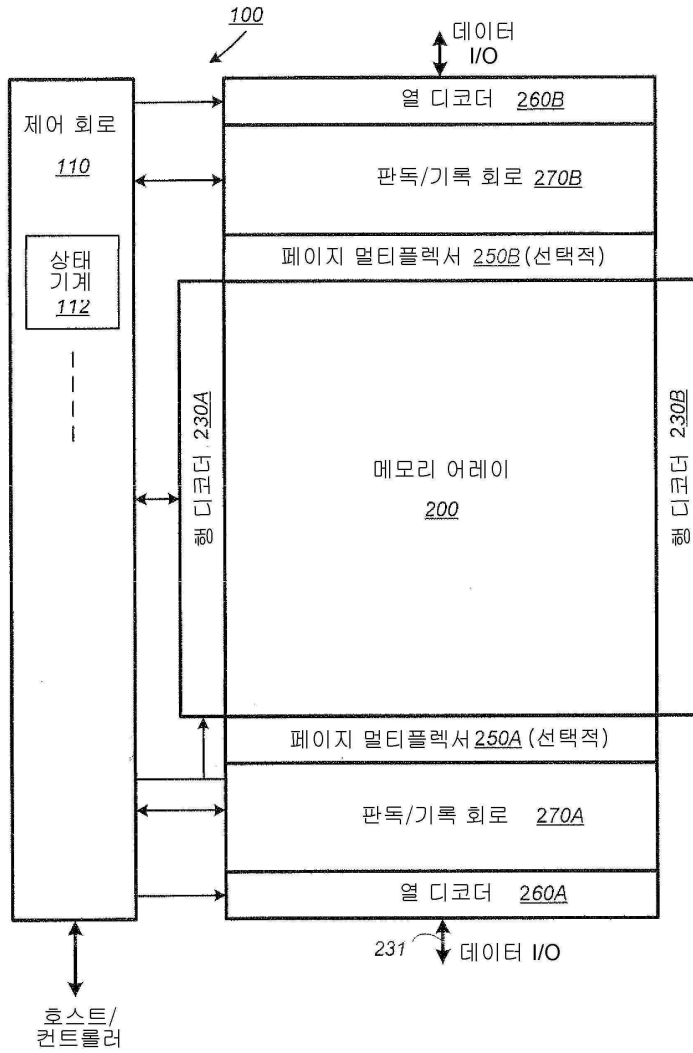 100
데이터
I/O
열 디코더 260B
제어 회로
110
판독/기록 회로 270B
페이지 멀티플렉서 250B (선택적)
상태
기계
112
행 디코더 230A
메모리 어레이
200
행 디코더 230B
페이지 멀티플렉서 250A (선택적)
판독/기록 회로 270A
열 디코더 260A
231
데이터 I/O
호스트/
컨트롤러